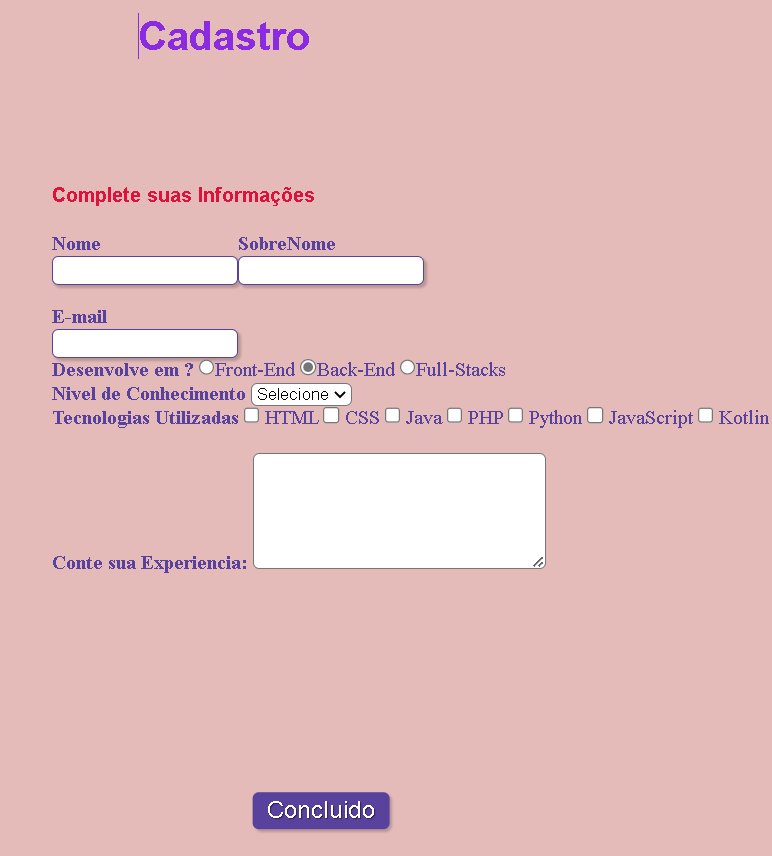 Cadastro
Complete suas Informações
Nome SobreNome
E-mail
Desenvolve em ? Front-End Back-End Full-Stacks
Nivel de Conhecimento Selecione
Tecnologias Utilizadas HTML CSS Java PHP Python JavaScript Kotlin
Conte sua Experiencia:
Concluido